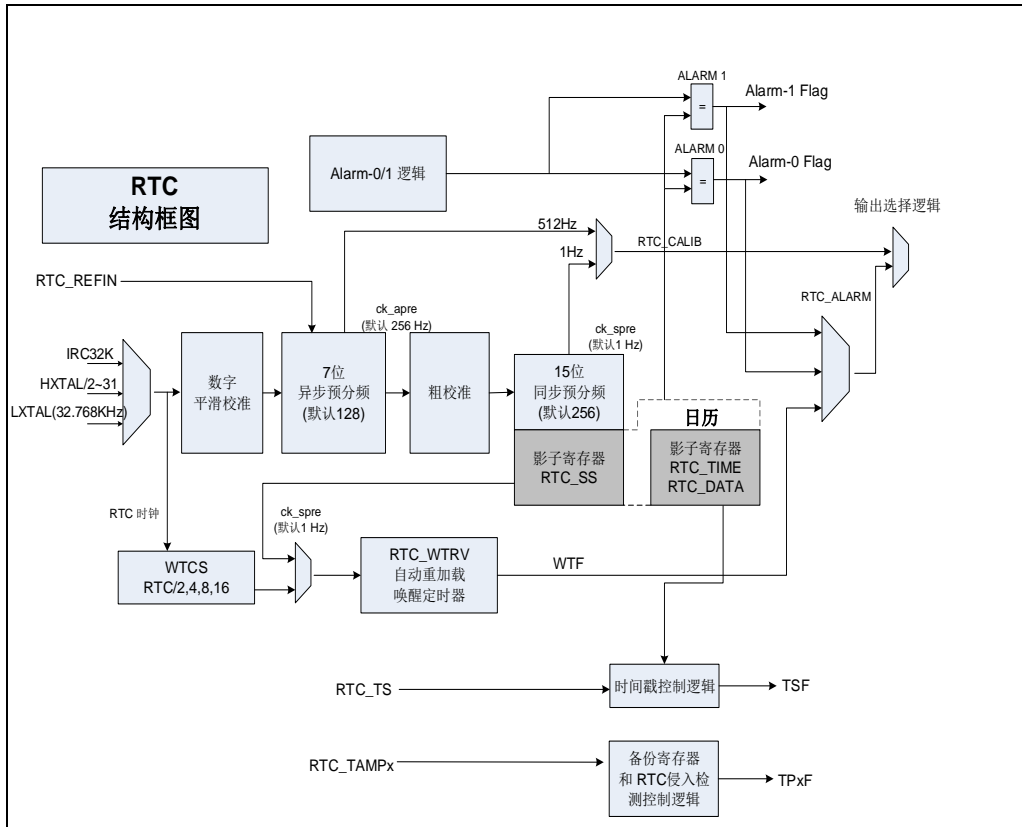 ALARM 1
Alarm-1 Flag
=
ALARM 0
Alarm-0 Flag
=
Alarm-0/1 逻辑
RTC
结构框图
输出选择逻辑
512Hz
1Hz
RTC_CALIB
RTC_REFIN
RTC_ALARM
ck_apre
(默认 256 Hz)
ck_spre
(默认1 Hz)
IRC32K
HXTAL/2~31
LXTAL(32.768KHz)
数字
平滑校准
7位
异步预分频
(默认128)
粗校准
15位
同步预分频
(默认256)
日历
影子寄存器
RTC_SS
影子寄存器
RTC_TIME
RTC_DATA
RTC 时钟
ck_spre
(默认1 Hz)
WTCS
RTC/2,4,8,16
RTC_WTRV
自动重加载
唤醒定时器
WTF
RTC_TS
时间戳控制逻辑
TSF
RTC_TAMPx
备份寄存器
和 RTC侵入检
测控制逻辑
TPxF